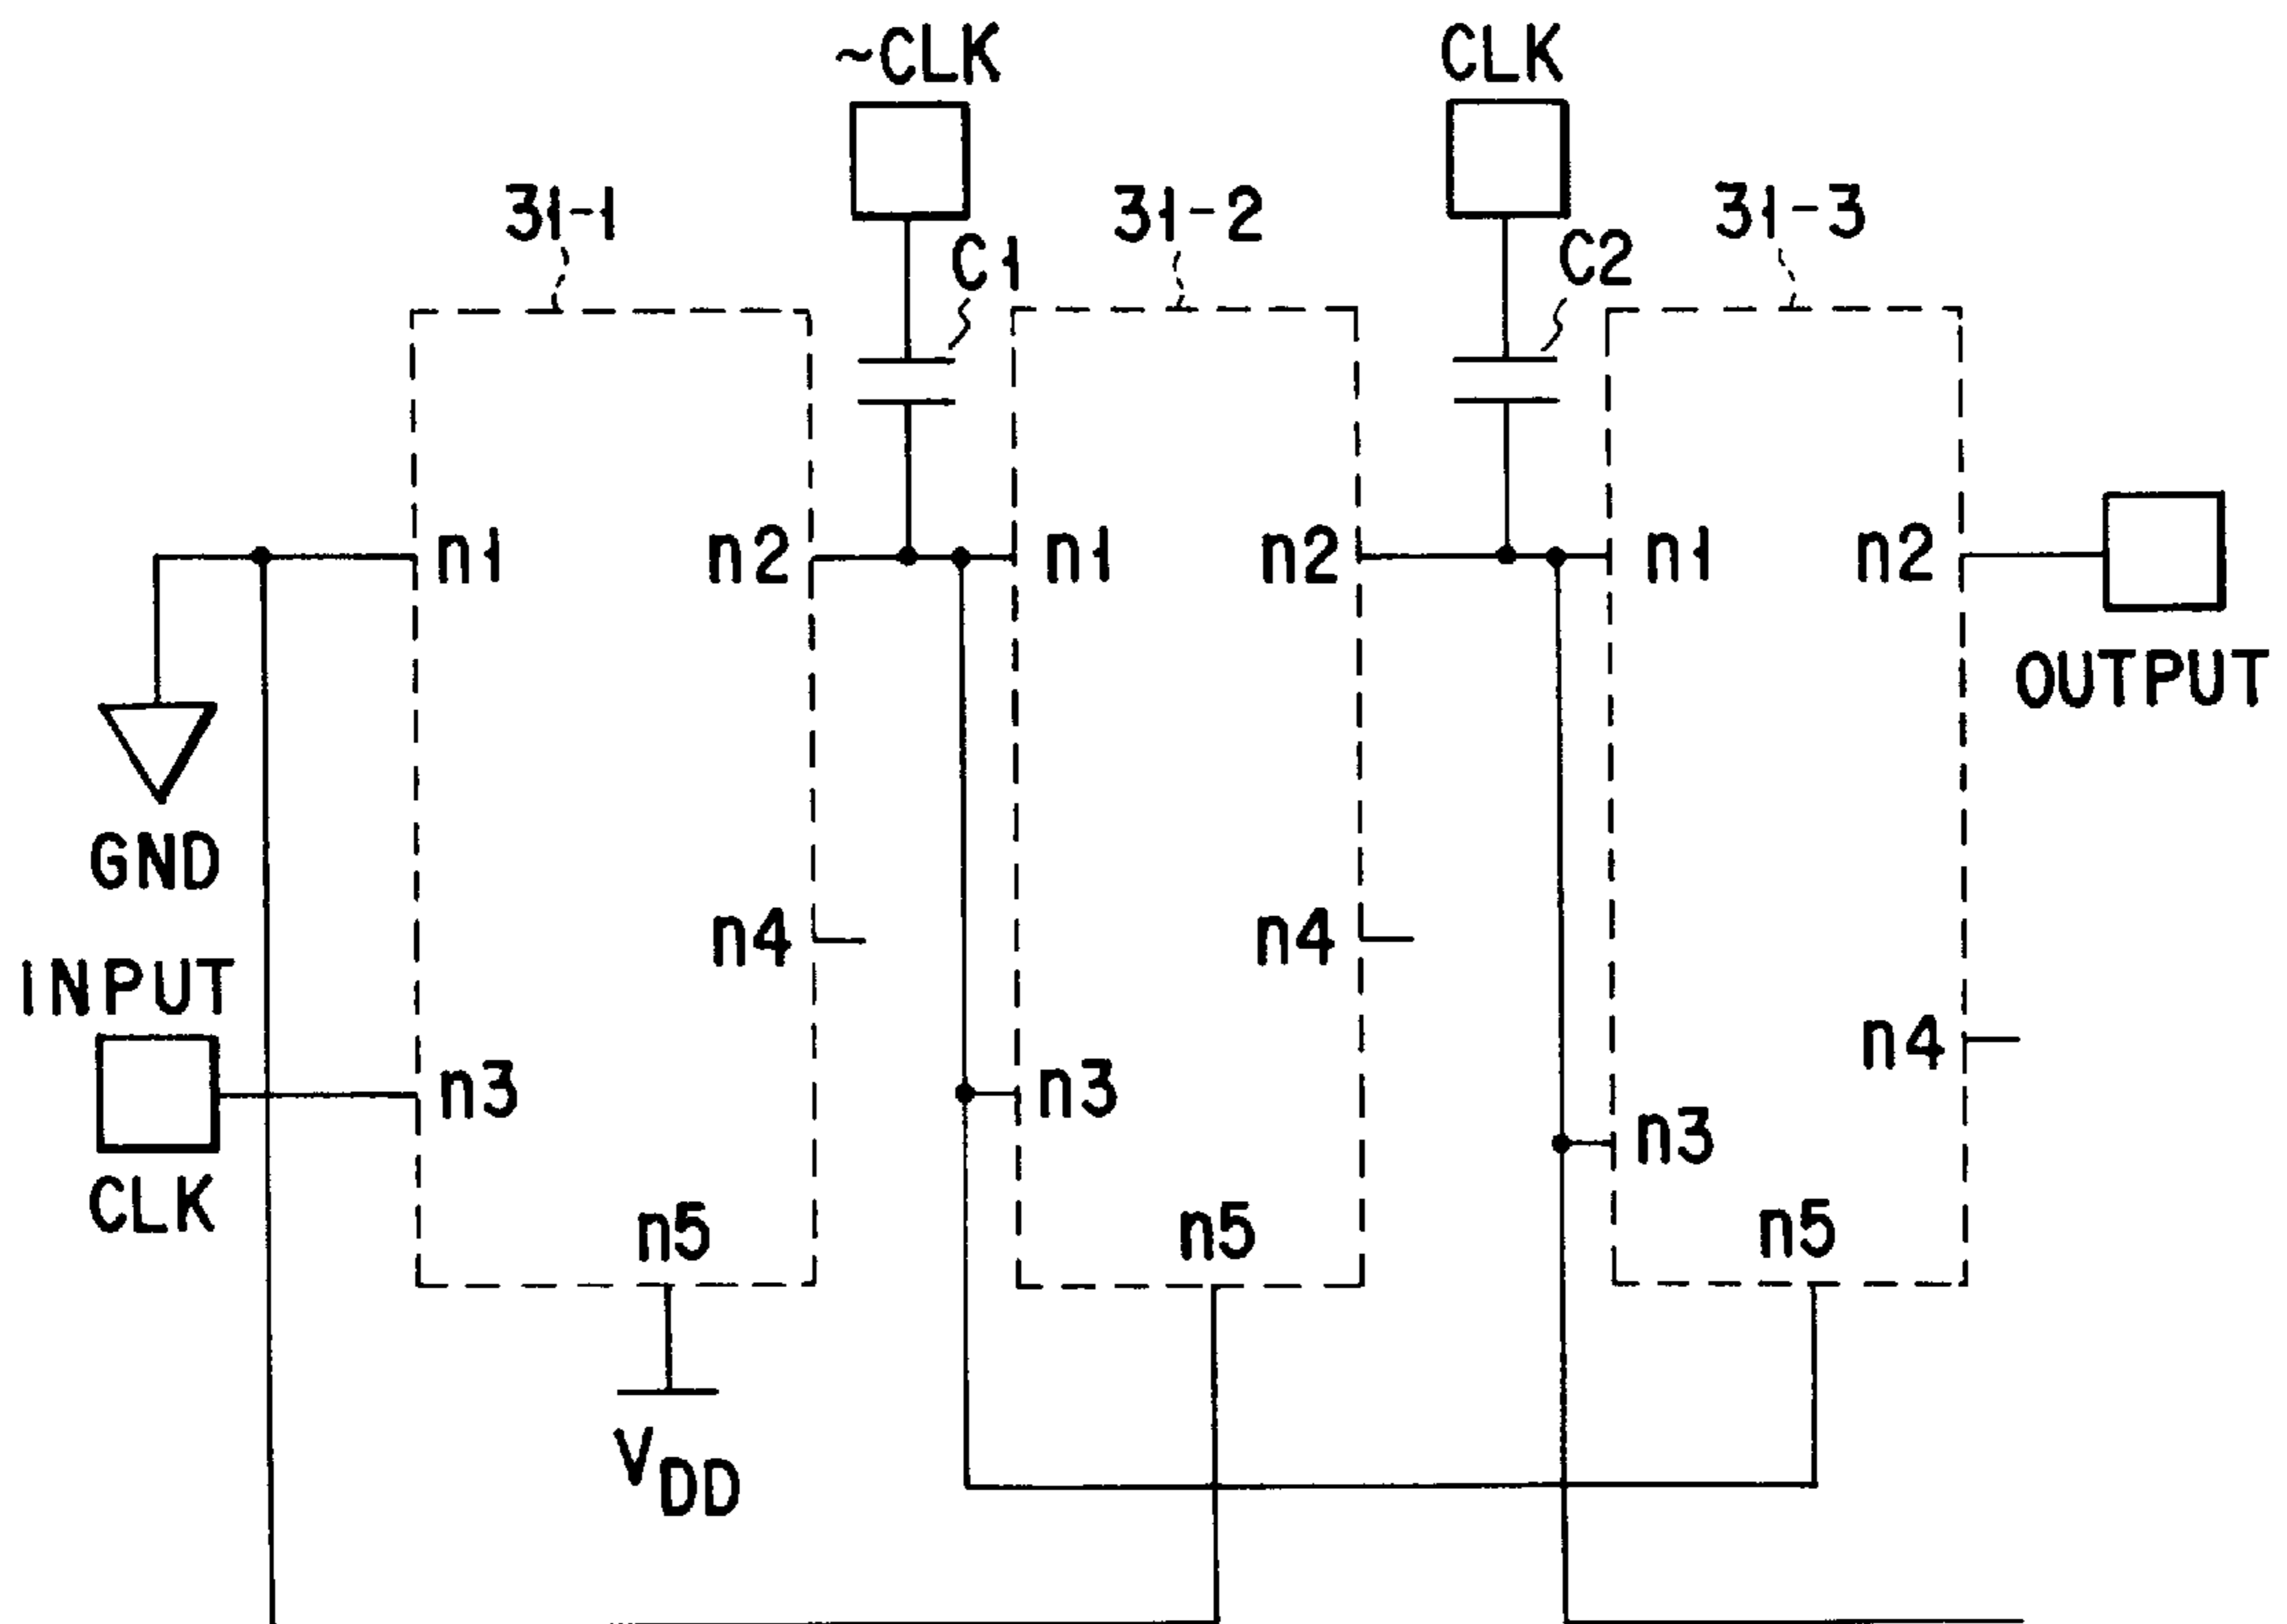 ~CLK
CLK
31-1
31-2
31-3
C1
C2
n1
n2
n1
n2
n1
n2
OUTPUT
GND
n4
n4
INPUT
n4
n3
n3
n3
CLK
n5
n5
n5
VDD